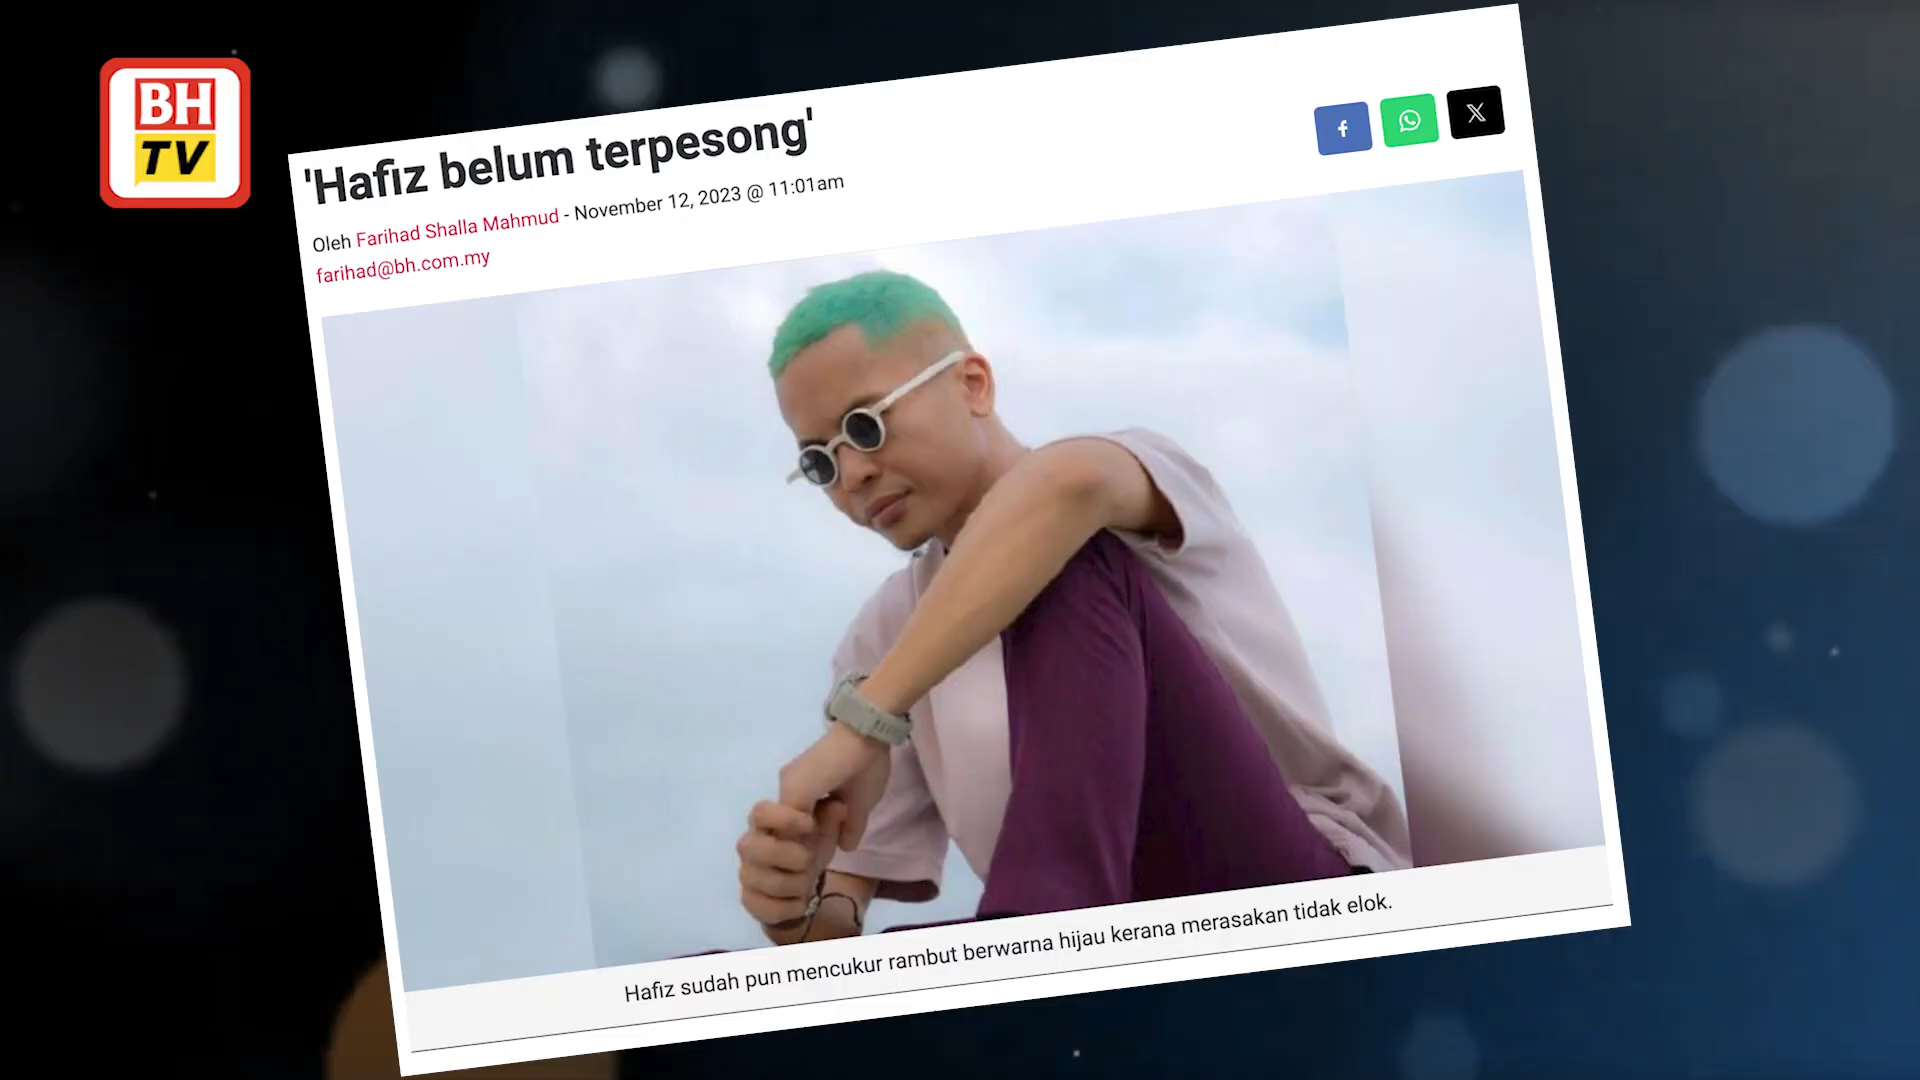 BH
TV
'Hafiz belum terpesong'
Oleh Farihad Shalla Mahmud - November 12, 2023 @ 11:01am
farihad@bh.com.my
Hafiz sudah pun mencukur rambut berwarna hijau kerana merasakan tidak elok.